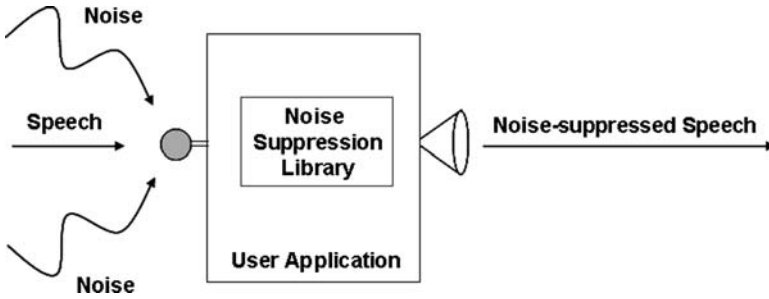 Noise
Speech
Noise
Suppression
Library
Noise-suppressed Speech
User Application
Noise